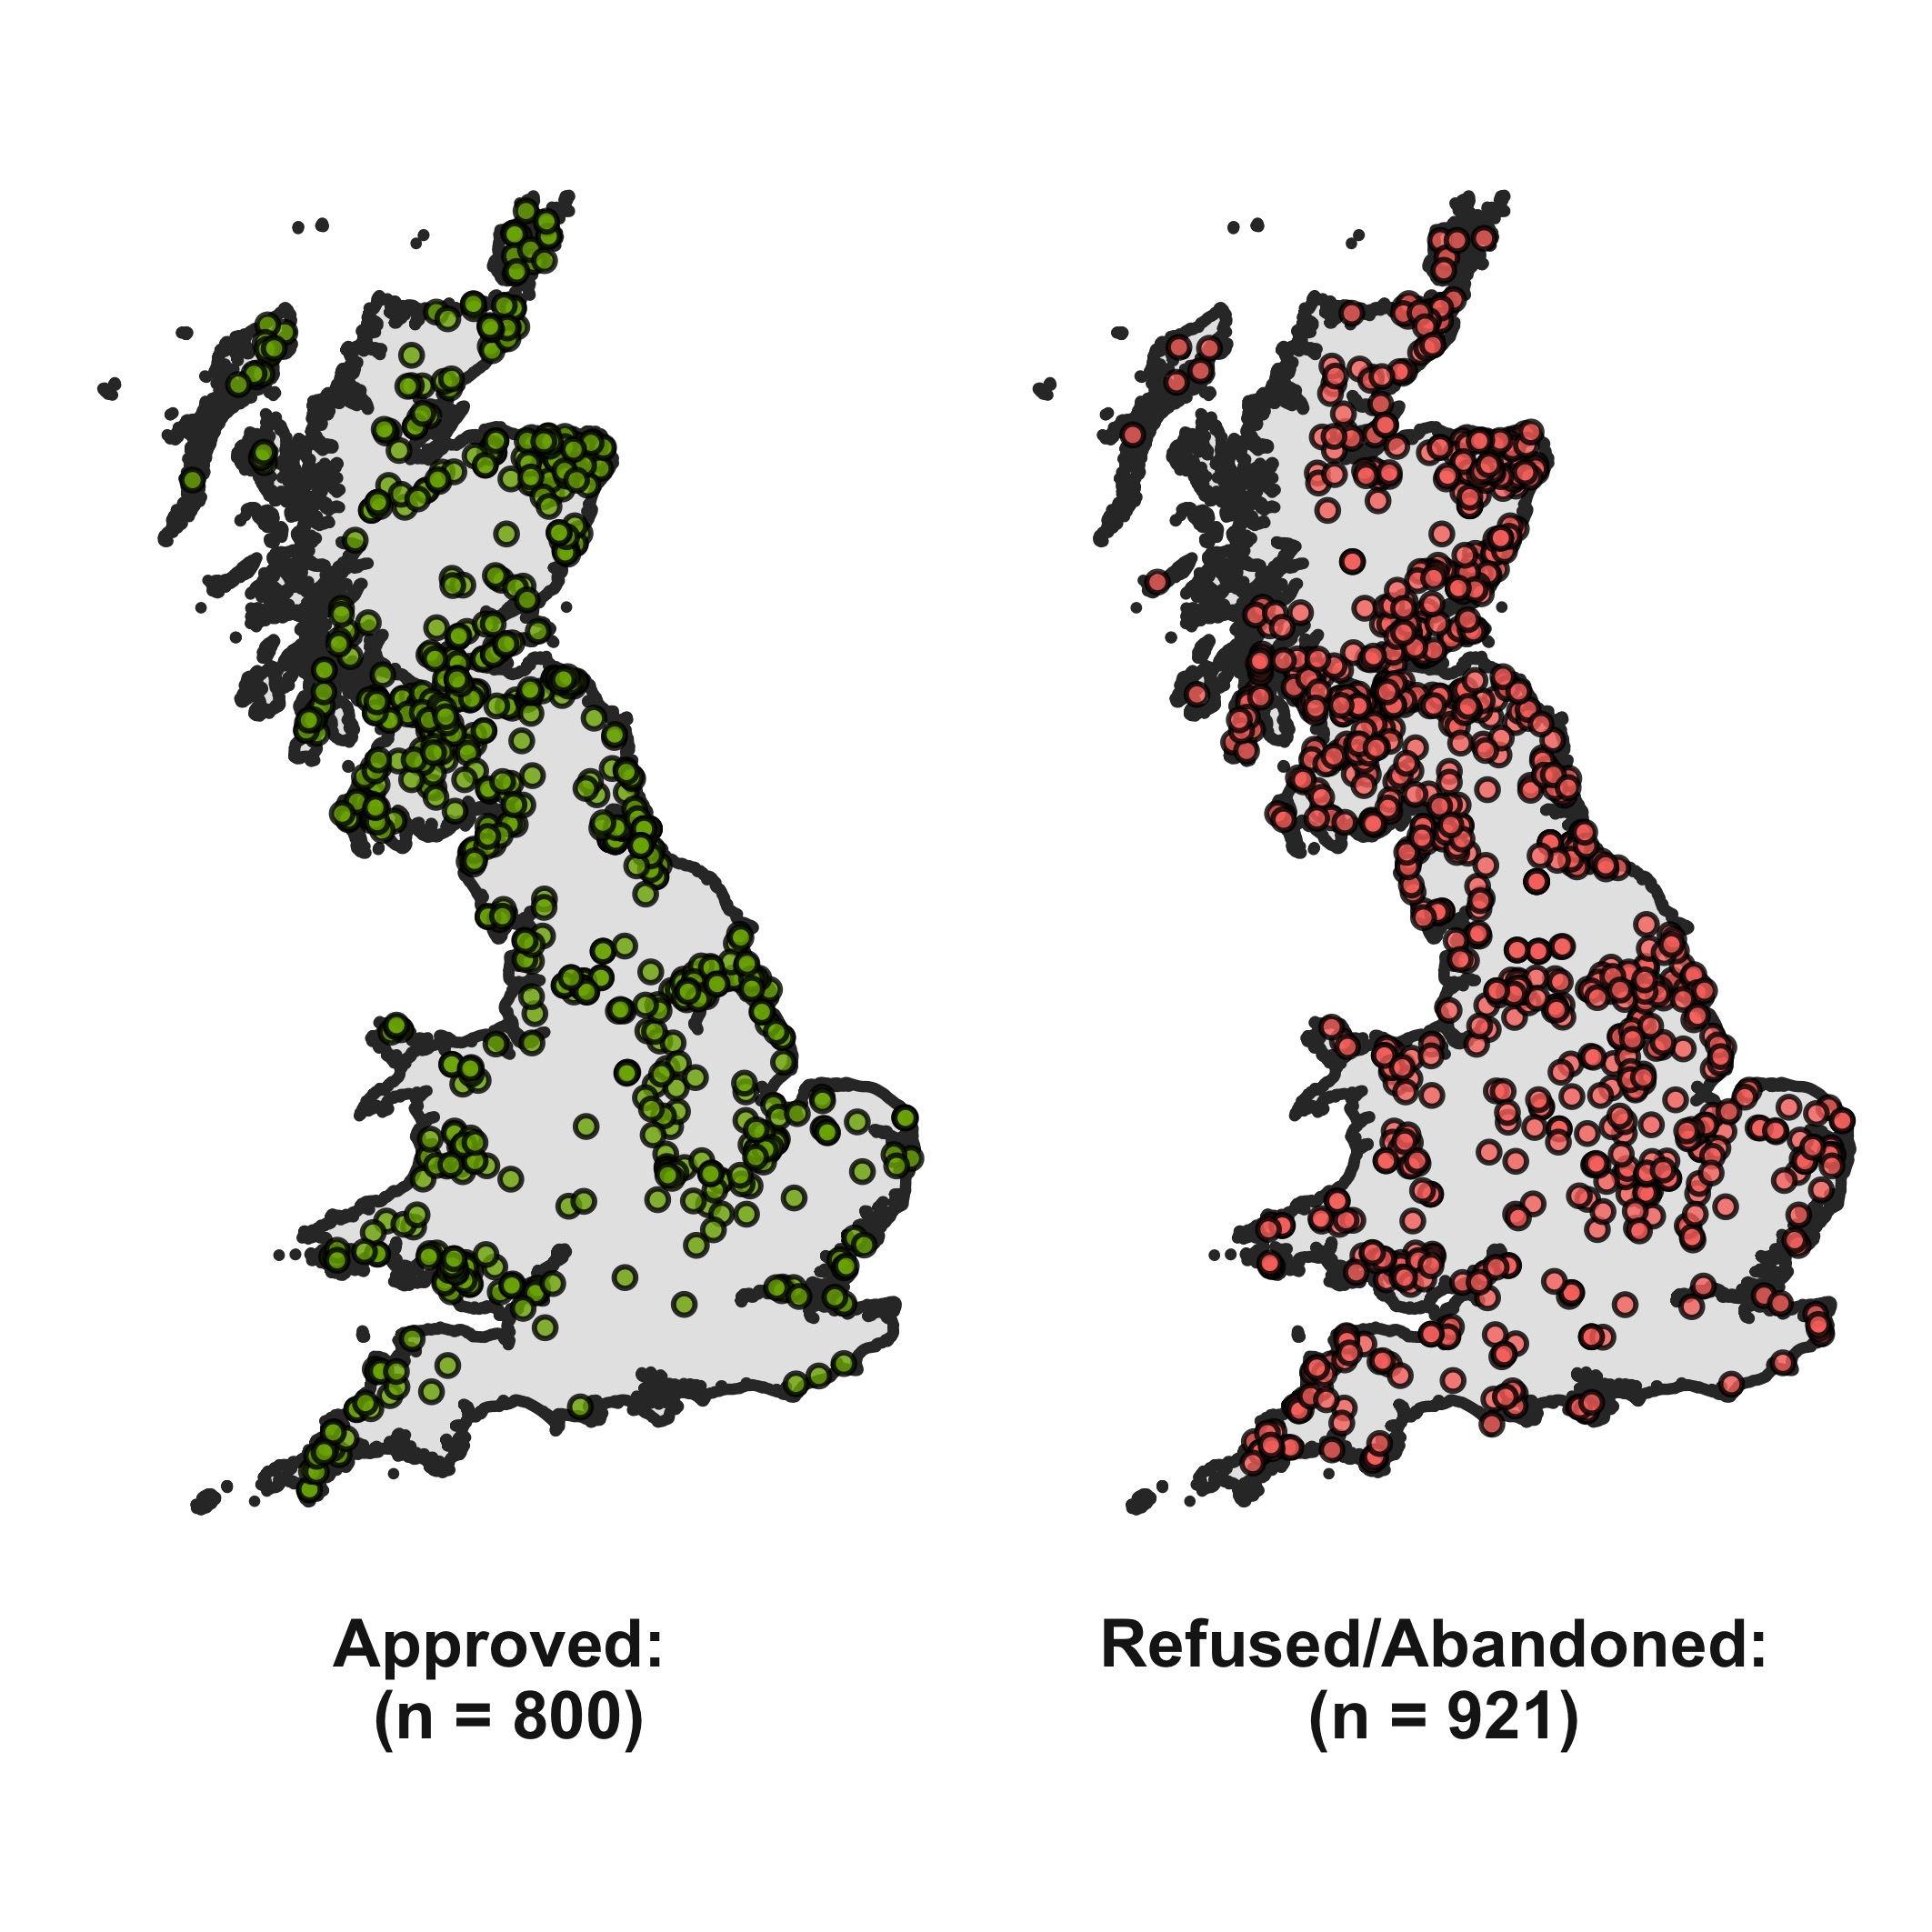 Approved:
(n = 800)
Refused/Abandoned:
(n = 921)